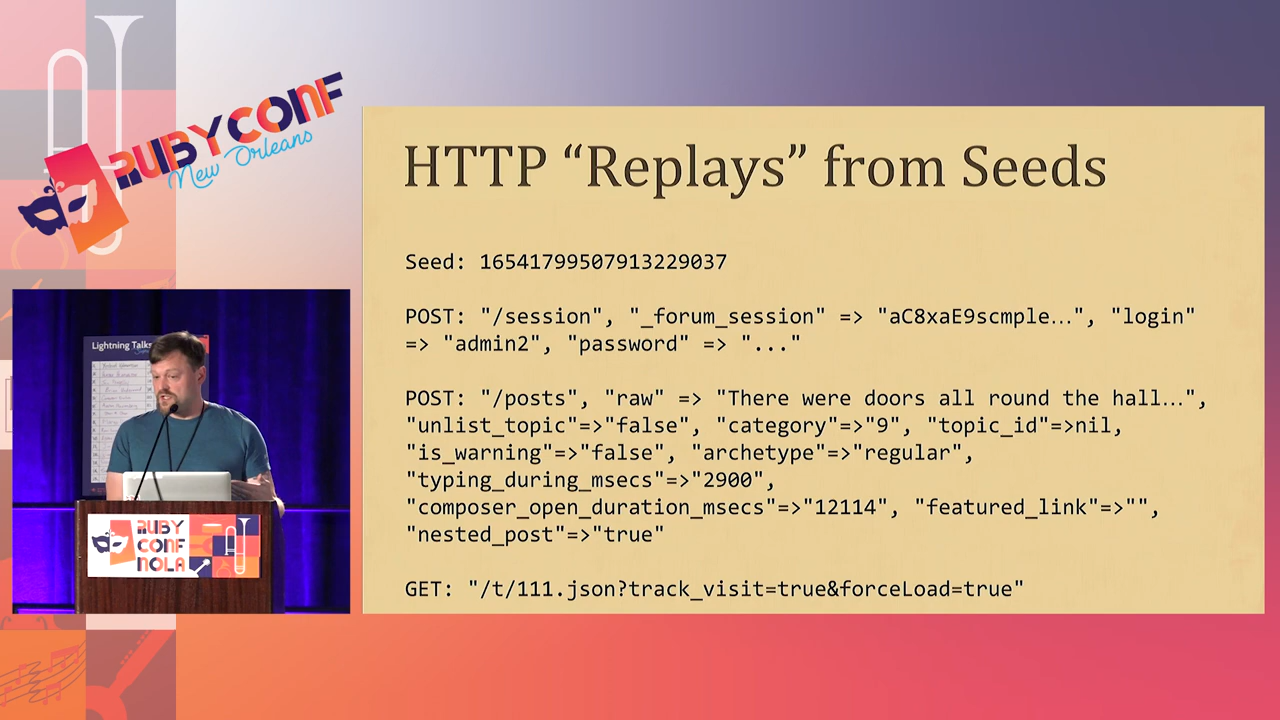 RUBYCONF
New Orleans
HTTP “Replays” from Seeds
Seed: 16541799507913229037
POST: "/session", "_forum_session" => "aC8xaE9scmple…", "login"
=> "admin2", "password" => "..."
POST: "/posts", "raw" => "There were doors all round the hall…",
"unlist_topic"=>"false", "category"=>"9", "topic_id"=>nil,
"is_warning"=>"false", "archetype"=>"regular",
"typing_during_msecs"=>"2900",
"composer_open_duration_msecs"=>"12114", "featured_link"=>"",
"nested_post"=>"true"
GET: "/t/111.json?track_visit=true&forceLoad=true"
Lightning Talks
RUBY
CONF
NOLA